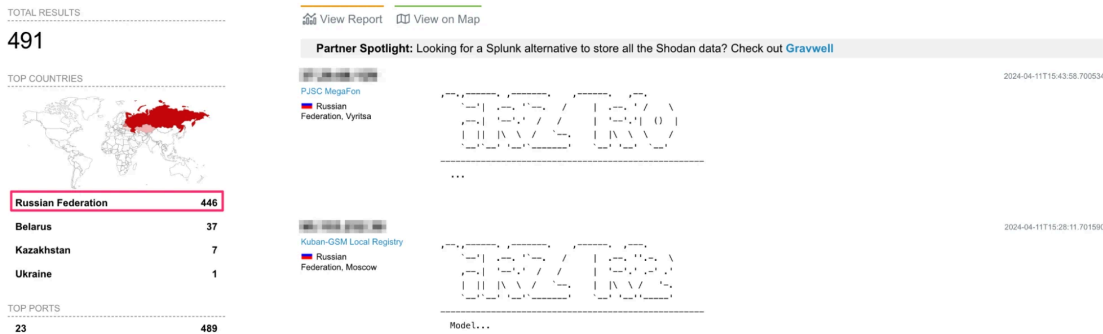 TOTAL RESULTS
491
TOP COUNTRIES
Russian Federation 446
Belarus 37
Kazakhstan 7
Ukraine 1
TOP PORTS
23 489
View Report View on Map
Partner Spotlight: Looking for a Splunk alternative to store all the Shodan data? Check out Gravwell
2024-04-11T15:43:58.700534
PJSC MegaFon
Russian
Federation, Vyritsa
...
2024-04-11T15:28:11.701590
Kuban-GSM Local Registry
Russian
Federation, Moscow
Model...